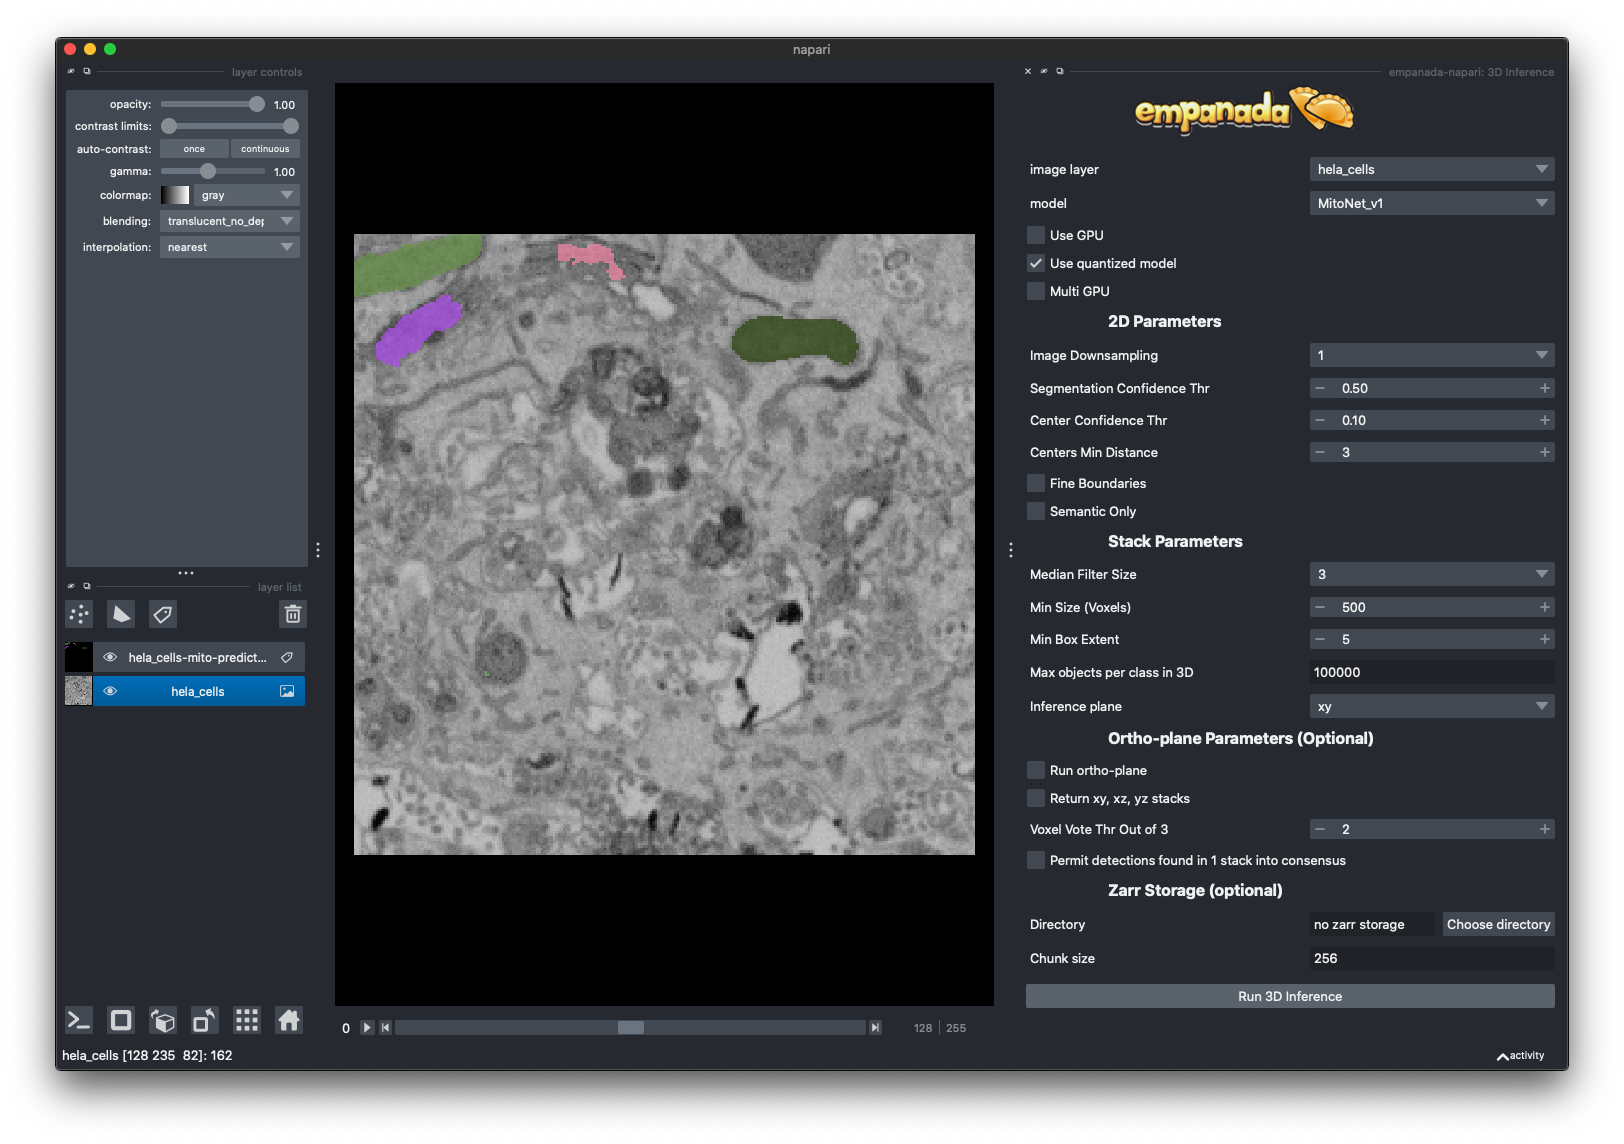 napari
layer controls
opacity: 1.00
contrast limits:
auto-contrast: once continuous
gamma: 1.00
colormap: gray
blending: translucent_no_dep
interpolation: nearest
layer list
hela_cells-mito-predict...
hela_cells
0 128 255
hela_cells [128 235 82]: 162
empanada-napari: 3D Inference
empanada
image layer hela_cells
model MitoNet_v1
Use GPU
Use quantized model
Multi GPU
2D Parameters
Image Downsampling 1
Segmentation Confidence Thr − 0.50 +
Center Confidence Thr − 0.10 +
Centers Min Distance − 3 +
Fine Boundaries
Semantic Only
Stack Parameters
Median Filter Size 3
Min Size (Voxels) − 500 +
Min Box Extent − 5 +
Max objects per class in 3D 100000
Inference plane xy
Ortho-plane Parameters (Optional)
Run ortho-plane
Return xy, xz, yz stacks
Voxel Vote Thr Out of 3 − 2 +
Permit detections found in 1 stack into consensus
Zarr Storage (optional)
Directory no zarr storage Choose directory
Chunk size 256
Run 3D Inference
activity